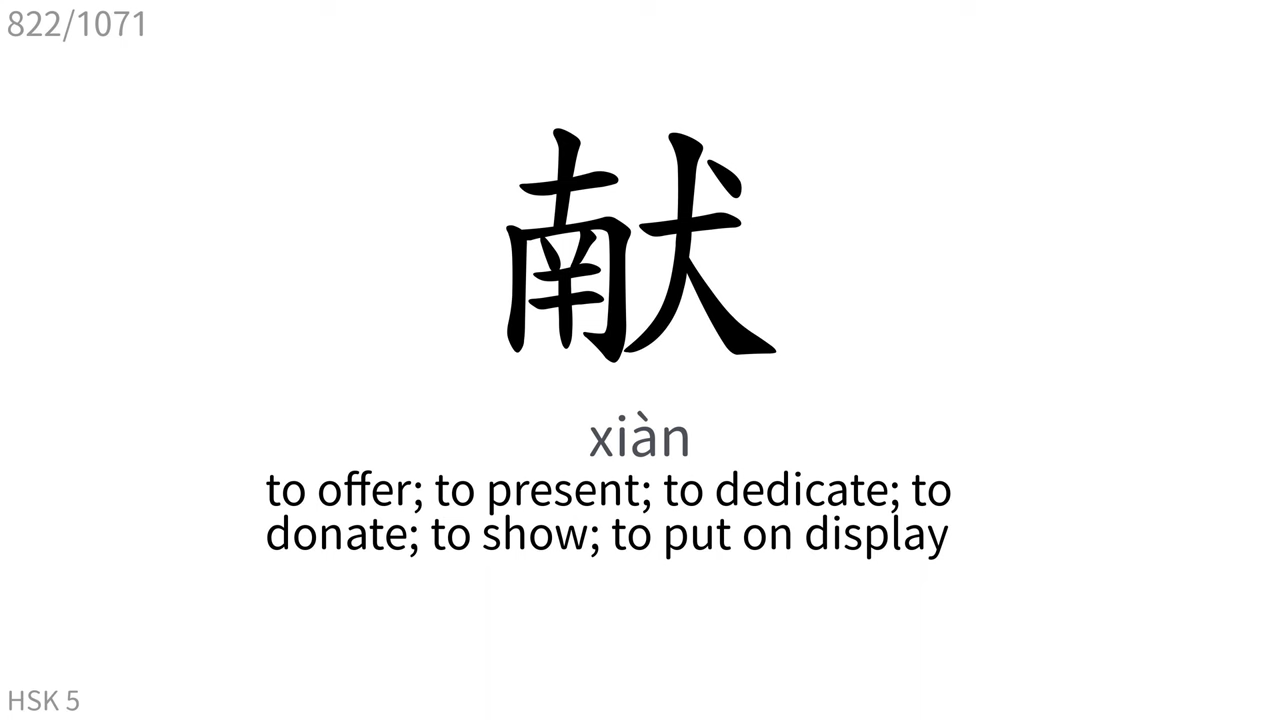 822/1071
献
xiàn
to offer; to present; to dedicate; to
donate; to show; to put on display
HSK 5